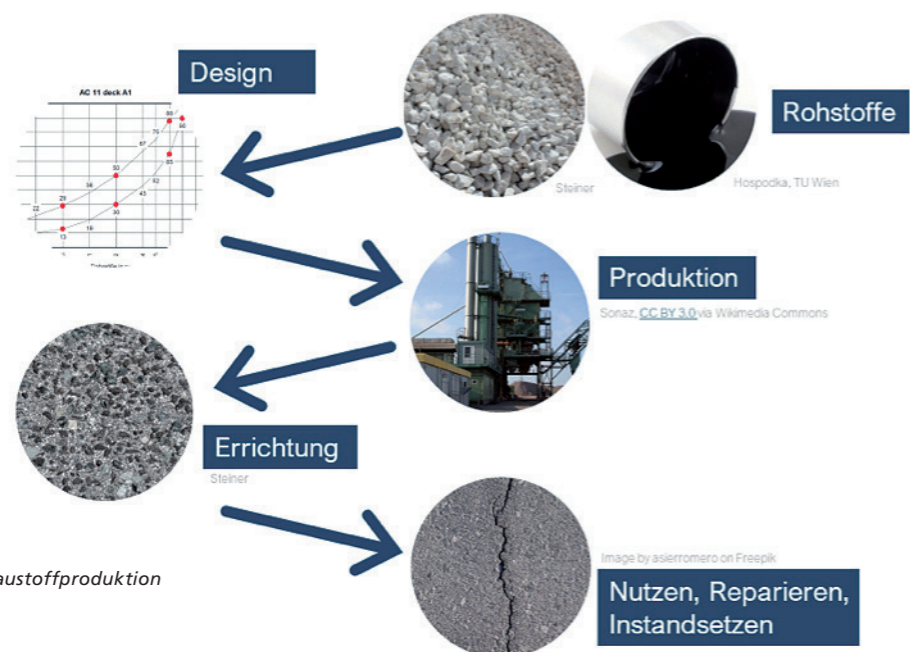 Design
Rohstoffe
AC 11 deck A1
Steiner
Hospodka, TU Wien
Produktion
Sonaz, CC BY 3.0 via Wikimedia Commons
Errichtung
Steiner
Image by asierromero on Freepik
austoffproduktion
Nutzen, Reparieren,
Instandsetzen